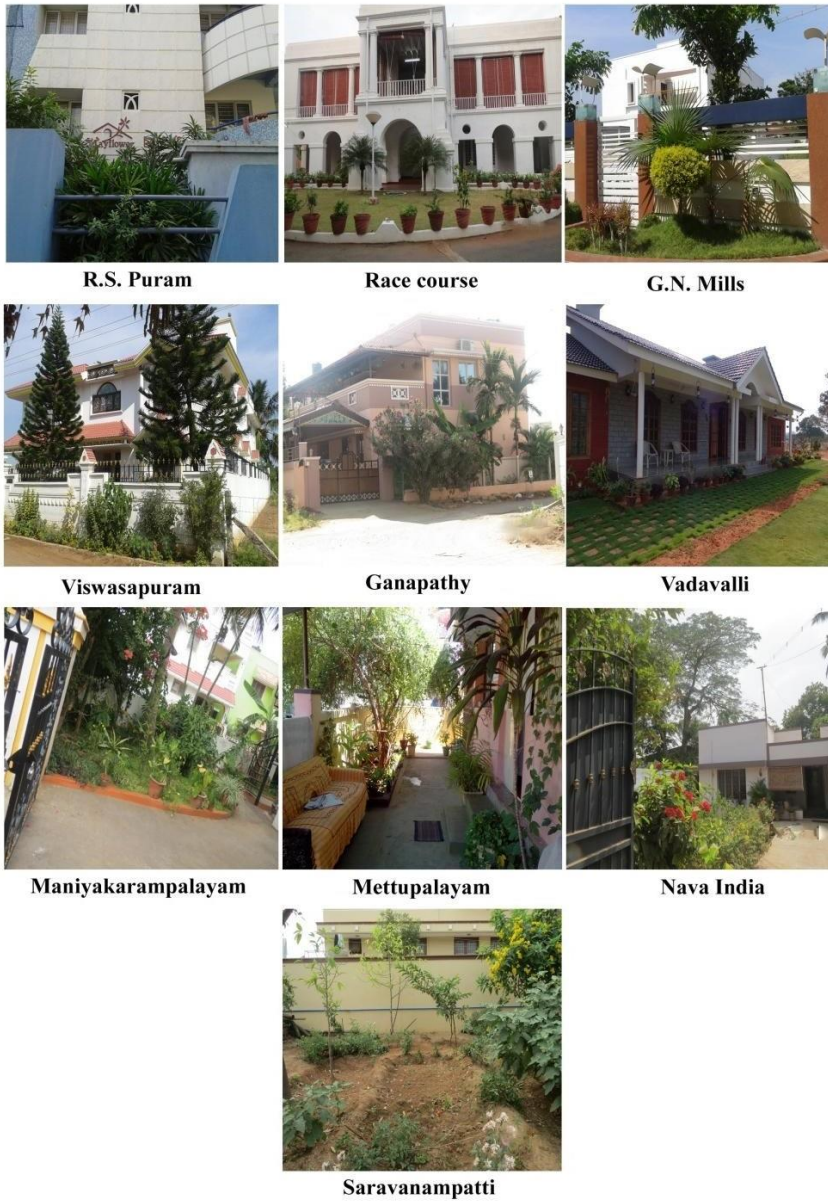 R.S. Puram
Race course
G.N. Mills
Viswasapuram
Ganapathy
Vadavalli
Maniyakarampalayam
Mettupalayam
Nava India
Saravanampatti